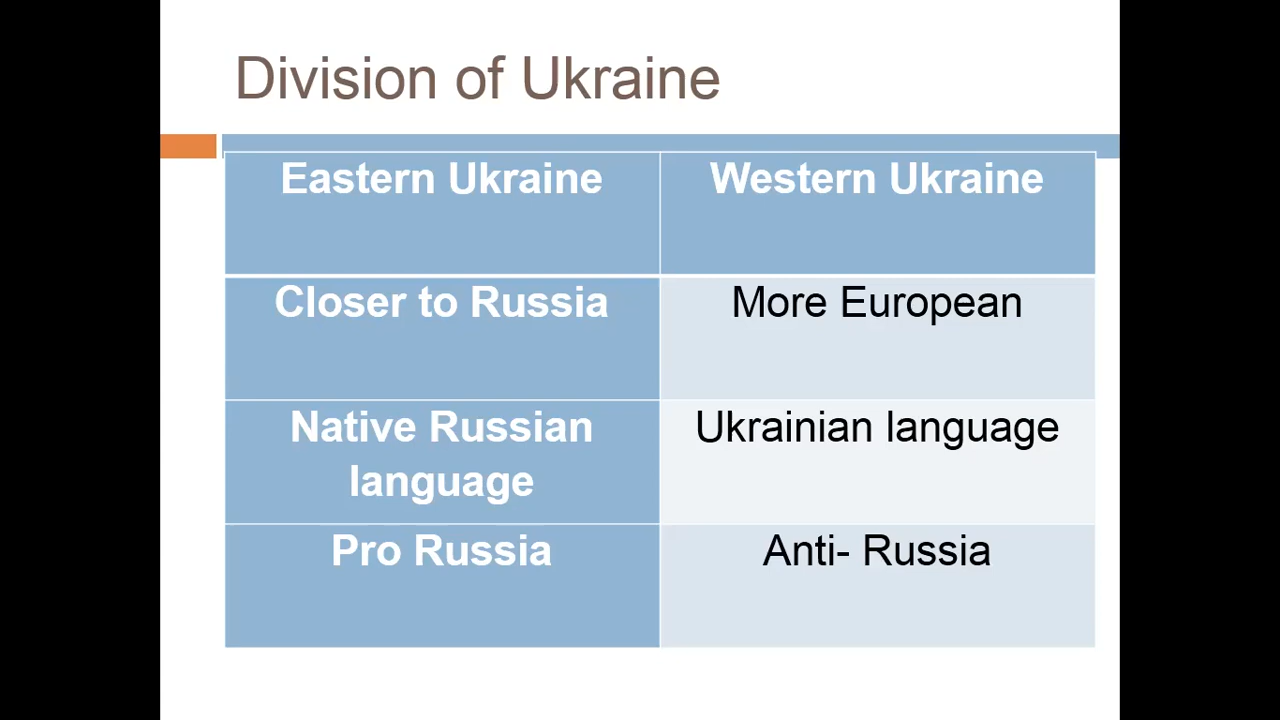 Division of Ukraine
Eastern Ukraine
Western Ukraine
Closer to Russia
More European
Native Russian
language
Ukrainian language
Pro Russia
Anti- Russia